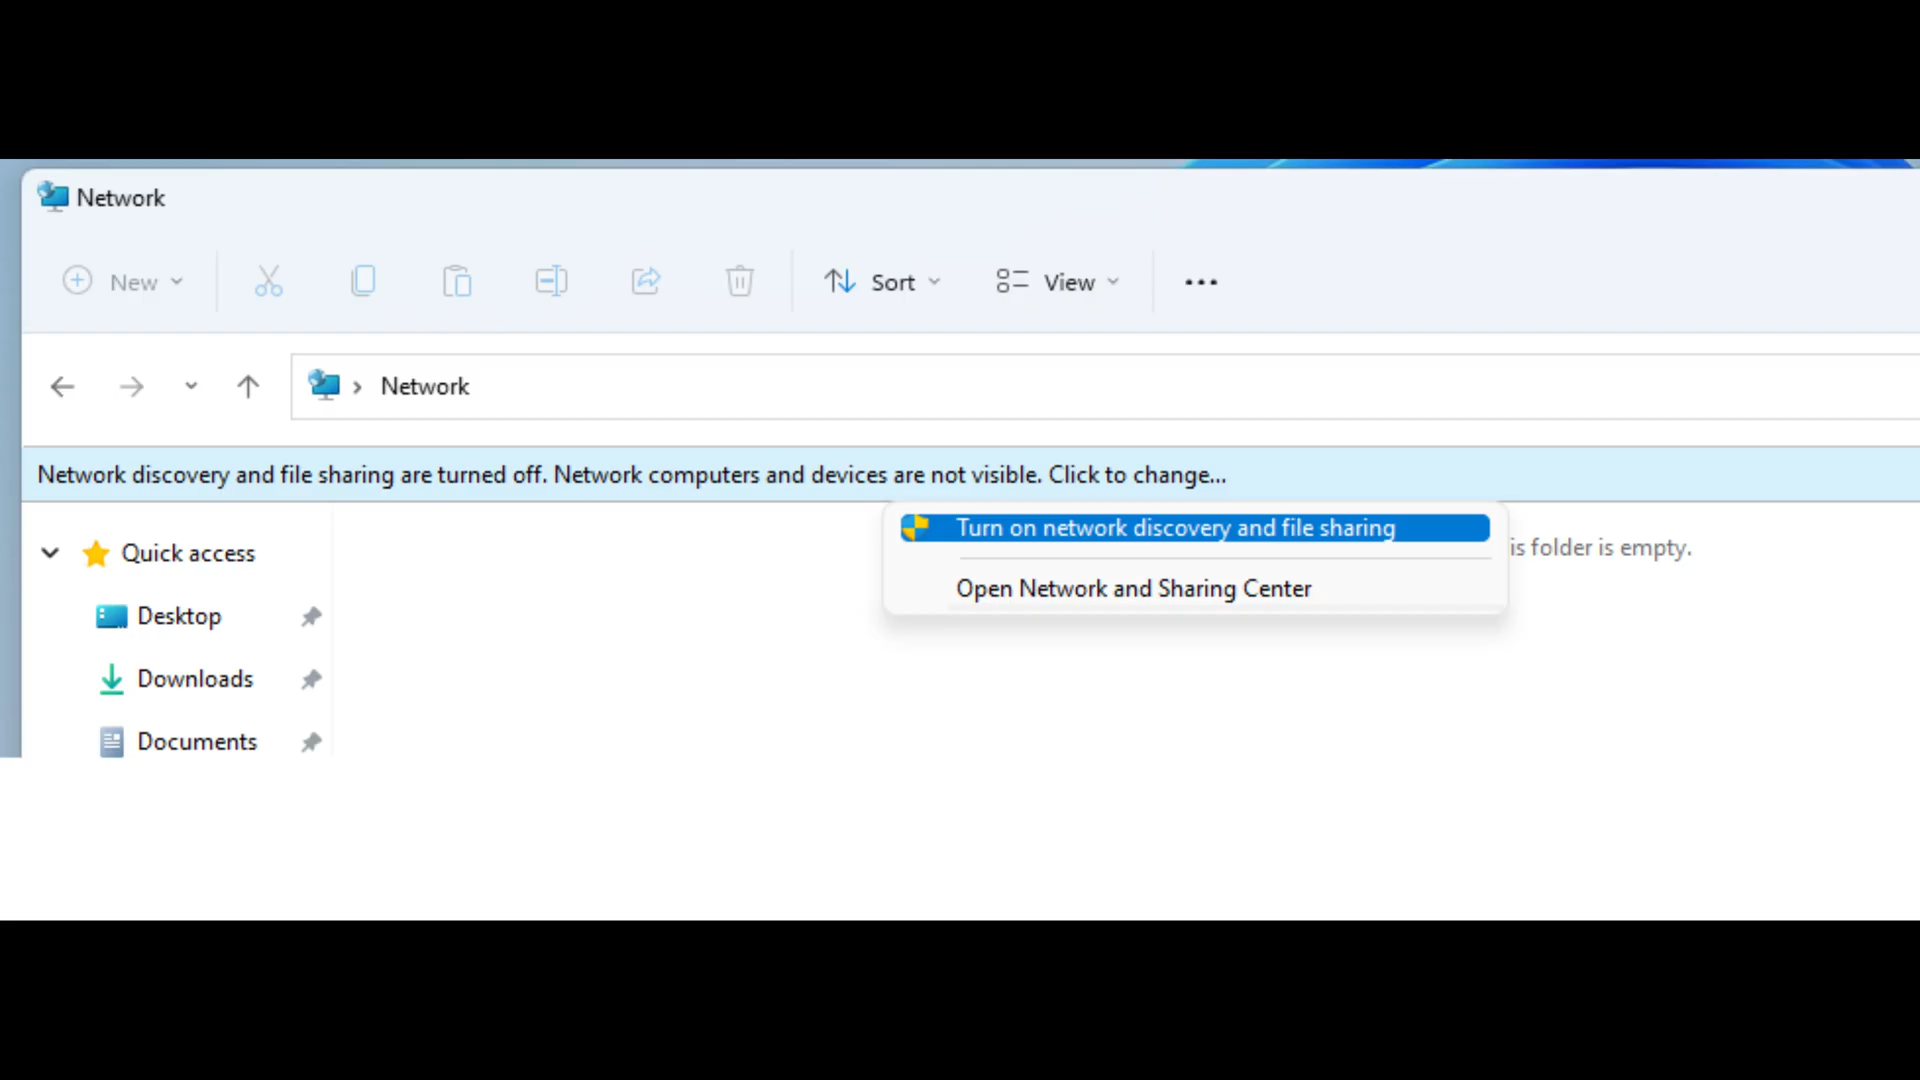 Network
New
Sort
View
Network
Network discovery and file sharing are turned off. Network computers and devices are not visible. Click to change...
Turn on network discovery and file sharing
Open Network and Sharing Center
is folder is empty.
Quick access
Desktop
Downloads
Documents